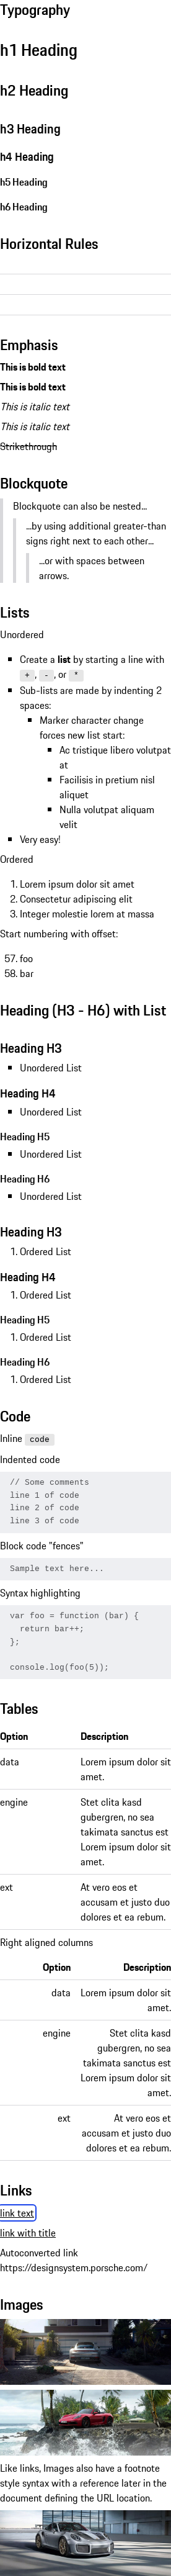 Typography
h1 Heading
h2 Heading
h3 Heading
h4 Heading
h5 Heading
h6 Heading
Horizontal Rules
Emphasis
This is bold text
This is bold text
This is italic text
This is italic text
Strikethrough
Blockquote
Blockquote can also be nested...
...by using additional greater-than
signs right next to each other...
...or with spaces between
arrows.
Lists
Unordered
Create a list by starting a line with
+ , - , or *
Sub-lists are made by indenting 2
spaces:
Marker character change
forces new list start:
Ac tristique libero volutpat
at
Facilisis in pretium nisl
aliquet
Nulla volutpat aliquam
velit
Very easy!
Ordered
1. Lorem ipsum dolor sit amet
2. Consectetur adipiscing elit
3. Integer molestie lorem at massa
Start numbering with offset:
57. foo
58. bar
Heading (H3 - H6) with List
Heading H3
Unordered List
Heading H4
Unordered List
Heading H5
Unordered List
Heading H6
Unordered List
Heading H3
1. Ordered List
Heading H4
1. Ordered List
Heading H5
1. Ordered List
Heading H6
1. Ordered List
Code
Inline code
Indented code
// Some comments
line 1 of code
line 2 of code
line 3 of code
Block code "fences"
Sample text here...
Syntax highlighting
var foo = function (bar) {
return bar++;
};
console.log(foo(5));
Tables
Option Description
data Lorem ipsum dolor sit
amet.
engine Stet clita kasd
gubergren, no sea
takimata sanctus est
Lorem ipsum dolor sit
amet.
ext At vero eos et
accusam et justo duo
dolores et ea rebum.
Right aligned columns
Option Description
data Lorem ipsum dolor sit
amet.
engine Stet clita kasd
gubergren, no sea
takimata sanctus est
Lorem ipsum dolor sit
amet.
ext At vero eos et
accusam et justo duo
dolores et ea rebum.
Links
link text
link with title
Autoconverted link
https://designsystem.porsche.com/
Images
Like links, Images also have a footnote
style syntax with a reference later in the
document defining the URL location.